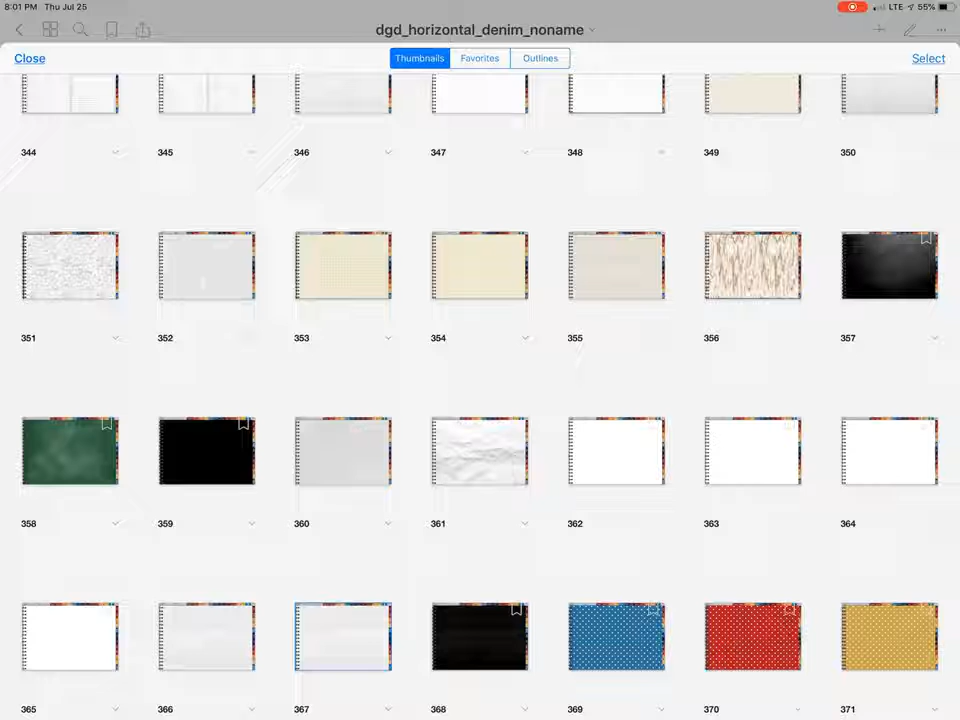 8:01 PM Thu Jul 25
LTE 55%
dgd_horizontal_denim_noname
Close
Thumbnails Favorites Outlines
Select
344 345 346 347 348 349 350
351 352 353 354 355 356 357
358 359 360 361 362 363 364
365 366 367 368 369 370 371